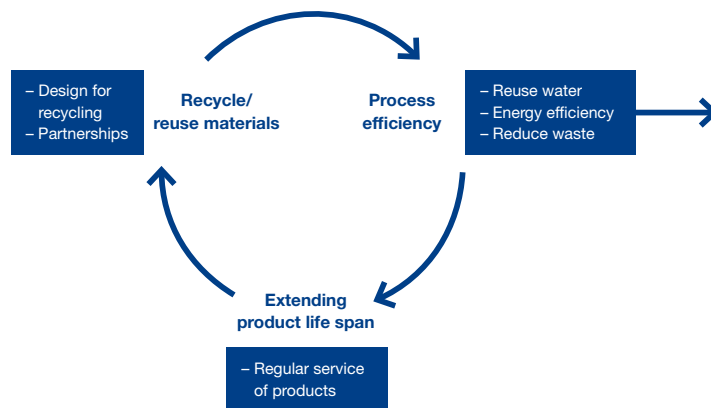 – Design for
recycling
– Partnerships
Recycle/
reuse materials
Process
efficiency
– Reuse water
– Energy efficiency
– Reduce waste
Extending
product life span
– Regular service
of products